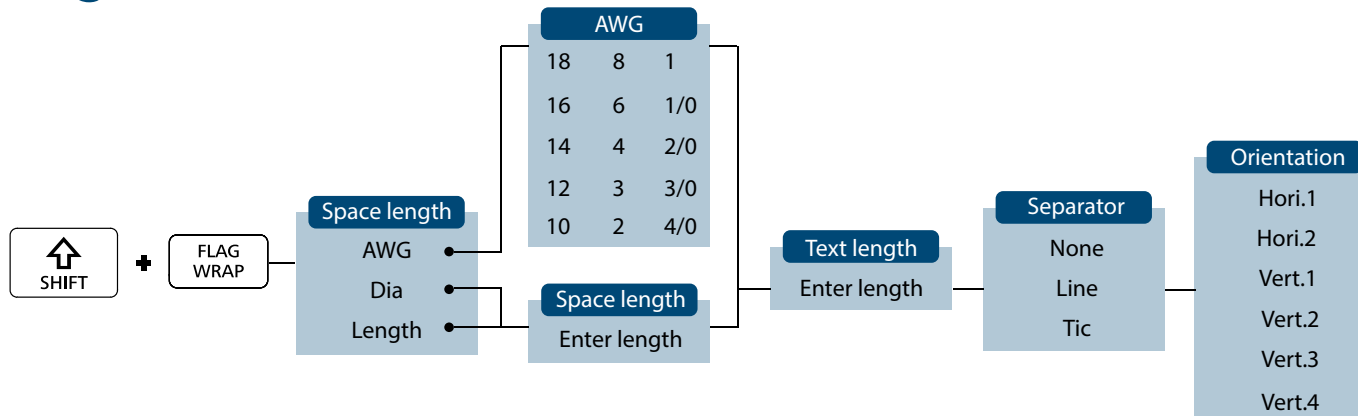 SHIFT
+
FLAG
WRAP
Space length
AWG
Dia
Length
AWG
18 8 1
16 6 1/0
14 4 2/0
12 3 3/0
10 2 4/0
Space length
Enter length
Text length
Enter length
Separator
None
Line
Tic
Orientation
Hori.1
Hori.2
Vert.1
Vert.2
Vert.3
Vert.4